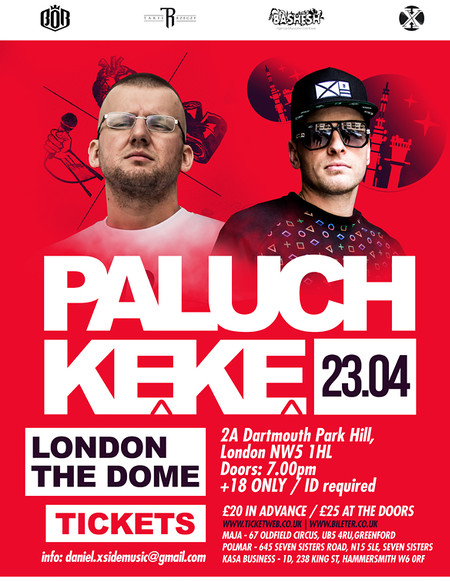 BOR
BASHESH
PALUCH
KĘKĘ
23.04
LONDON
THE DOME
2A Dartmouth Park Hill,
London NW5 1HL
Doors: 7.00pm
+18 ONLY / ID required
TICKETS
£20 IN ADVANCE / £25 AT THE DOORS
WWW.TICKETWEB.CO.UK | WWW.BILETER.CO.UK
MAJA - 67 OLDFIELD CIRCUS, UB5 4RU,GREENFORD
POLMAR - 645 SEVEN SISTERS ROAD, N15 5LE, SEVEN SISTERS
KASA BUSINESS - 1D, 238 KING ST, HAMMERSMITH W6 0RF
info: daniel.xsidemusic@gmail.com